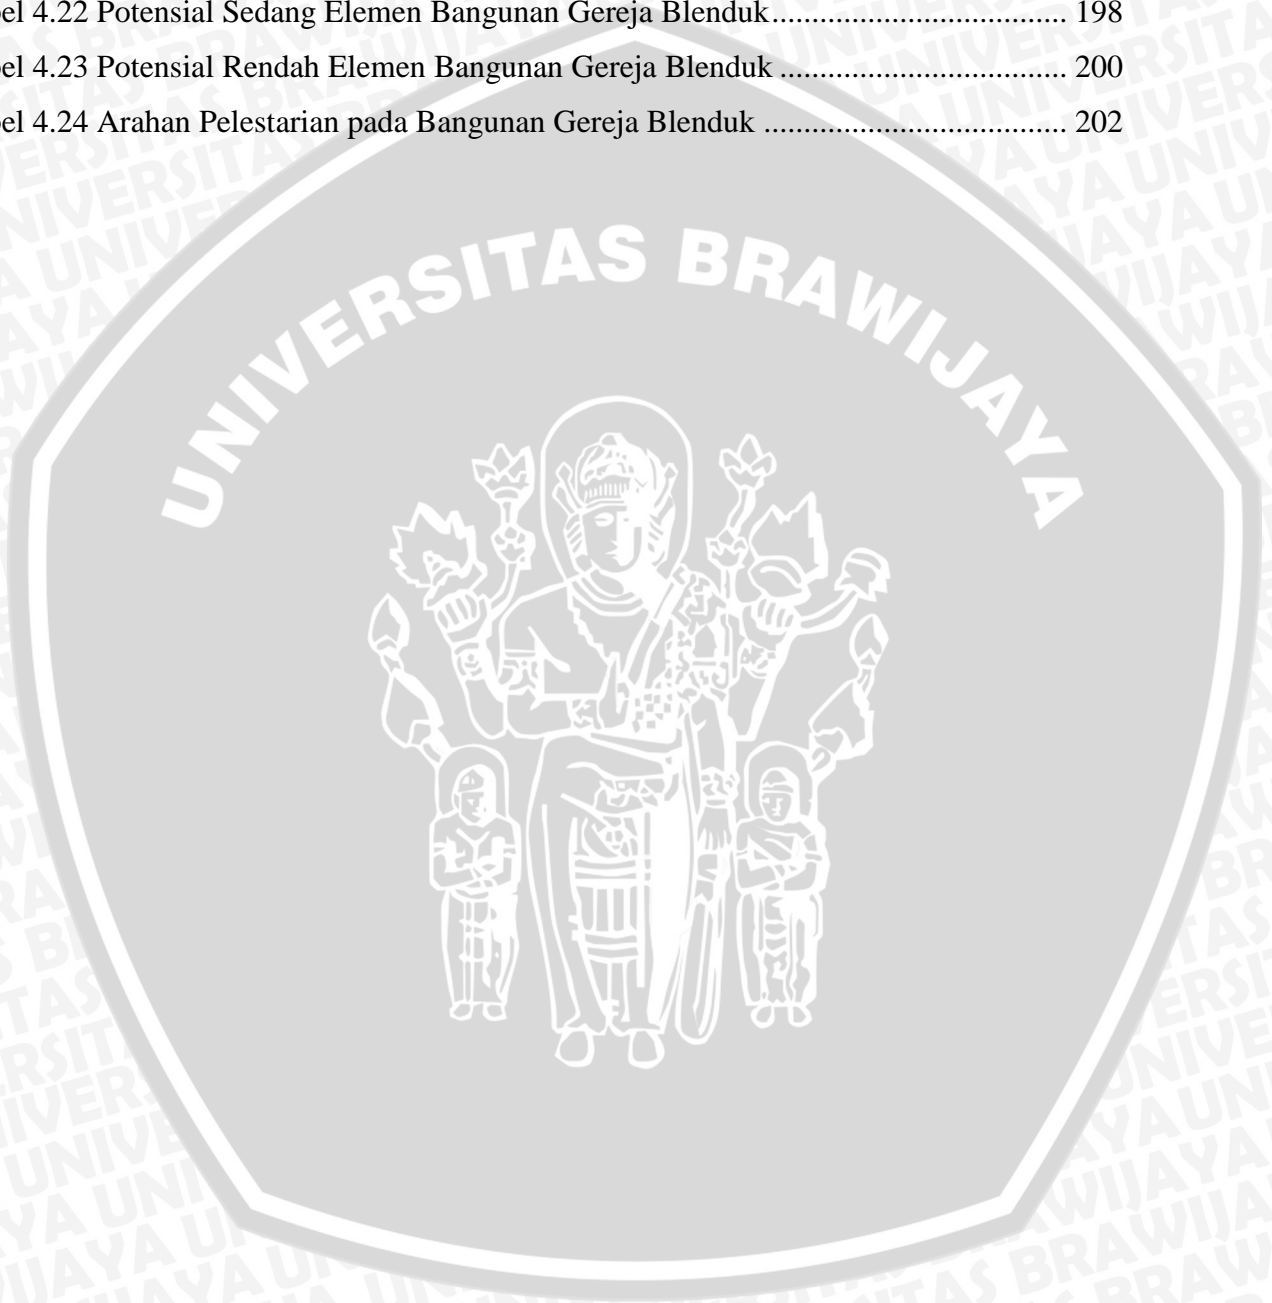 el 4.22 Potensial Sedang Elemen Bangunan Gereja Blenduk.................................... 198
el 4.23 Potensial Rendah Elemen Bangunan Gereja Blenduk ................................... 200
el 4.24 Arahan Pelestarian pada Bangunan Gereja Blenduk ..................................... 202
UNIVERSITAS BRAWIJAYA